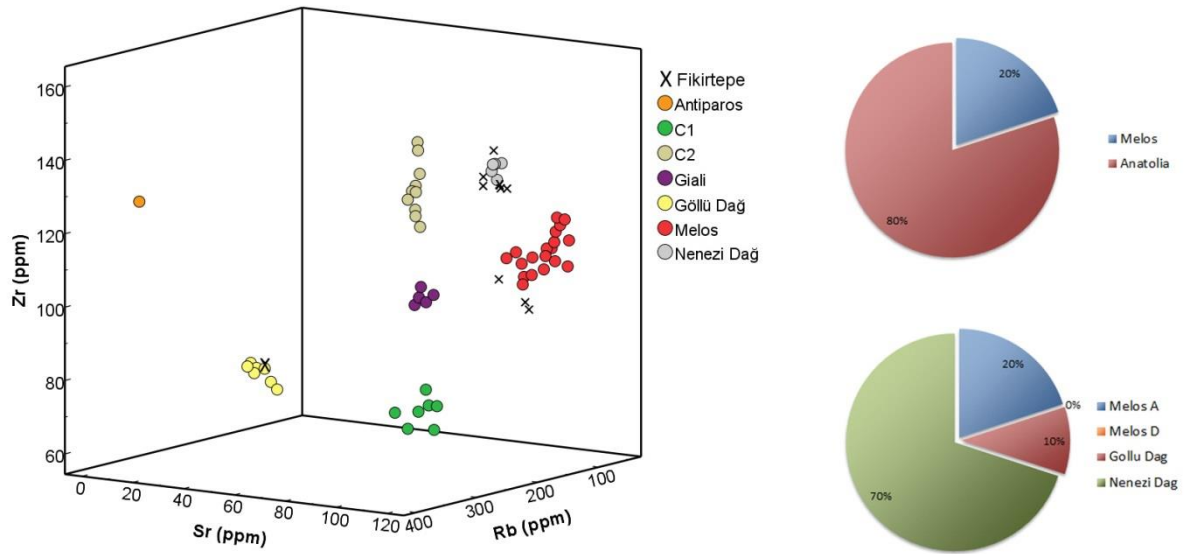 160
140
120
100
80
60
Zr (ppm)
0
20
40
60
80
100
120
Sr (ppm)
400
300
200
100
Rb (ppm)
X Fikirtepe
Antiparos
C1
C2
Giali
Göllü Dağ
Melos
Nenezi Dağ
20%
80%
Melos
Anatolia
20%
0%
10%
70%
Melos A
Melos D
Gollu Dag
Nenezi Dag